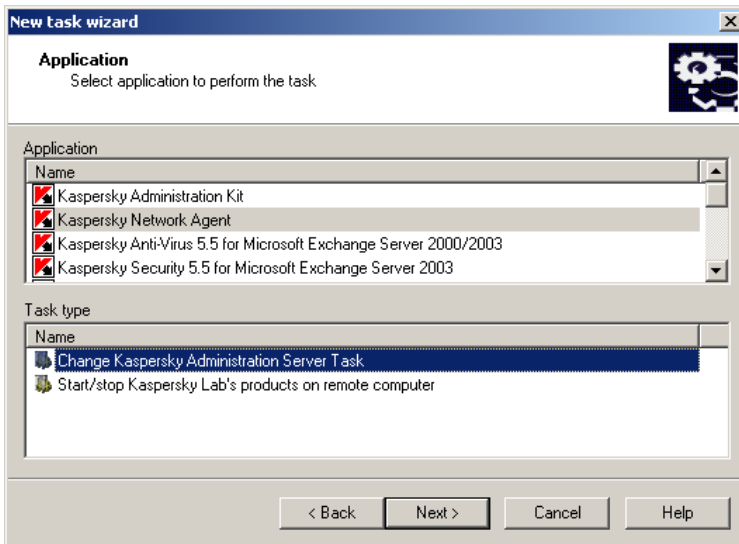 New task wizard
Application
Select application to perform the task
Application
Name
Kaspersky Administration Kit
Kaspersky Network Agent
Kaspersky Anti-Virus 5.5 for Microsoft Exchange Server 2000/2003
Kaspersky Security 5.5 for Microsoft Exchange Server 2003
Task type
Name
Change Kaspersky Administration Server Task
Start/stop Kaspersky Lab's products on remote computer
< Back Next > Cancel Help